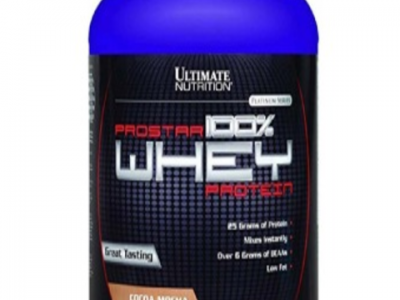 ULTIMATE
NUTRITION®
PLATINUM SERIES
PROSTAR 100%
WHEY
PROTEIN
25 Grams of Protein
Mixes Instantly
Over 6 Grams of BCAAs
Low Fat
Great Tasting
COCOA MOCHA